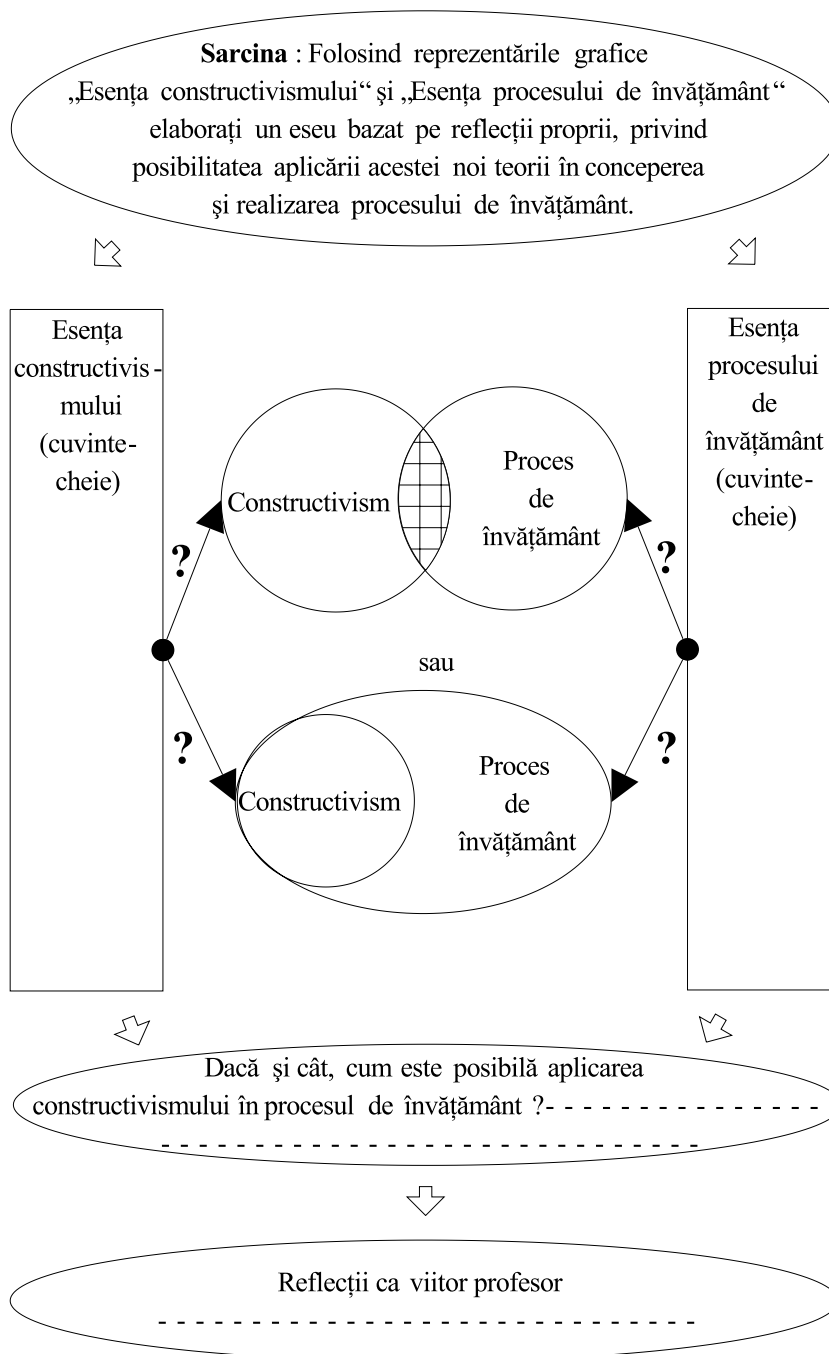 Sarcina : Folosind reprezentările grafice
„Esența constructivismului“ şi „Esența procesului de învățământ“
elaborați un eseu bazat pe reflecții proprii, privind
posibilitatea aplicării acestei noi teorii în conceperea
şi realizarea procesului de învățământ.
Esența
constructivis-
mului
(cuvinte-
cheie)
Esența
procesului
de
învățământ
(cuvinte-
cheie)
Constructivism
Proces
de
învățământ
?
?
sau
?
?
Constructivism
Proces
de
învățământ
Dacă şi cât, cum este posibilă aplicarea
constructivismului în procesul de învățământ ?- - - - - - - - - - - - - - - -
- - - - - - - - - - - - - - - - - - - - - - - - - - - - - - -
Reflecții ca viitor profesor
- - - - - - - - - - - - - - - - - - - - - - - - - - - - - - -